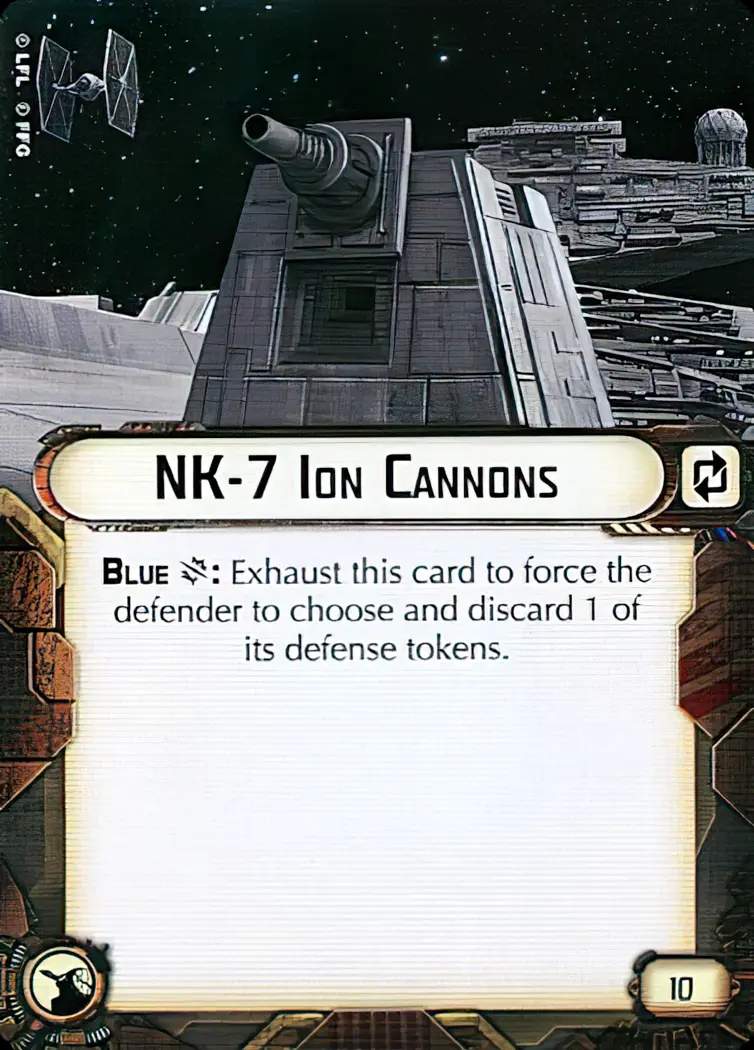 © LFL © FFG
NK-7 Ion Cannons
Blue : Exhaust this card to force the
defender to choose and discard 1 of
its defense tokens.
10